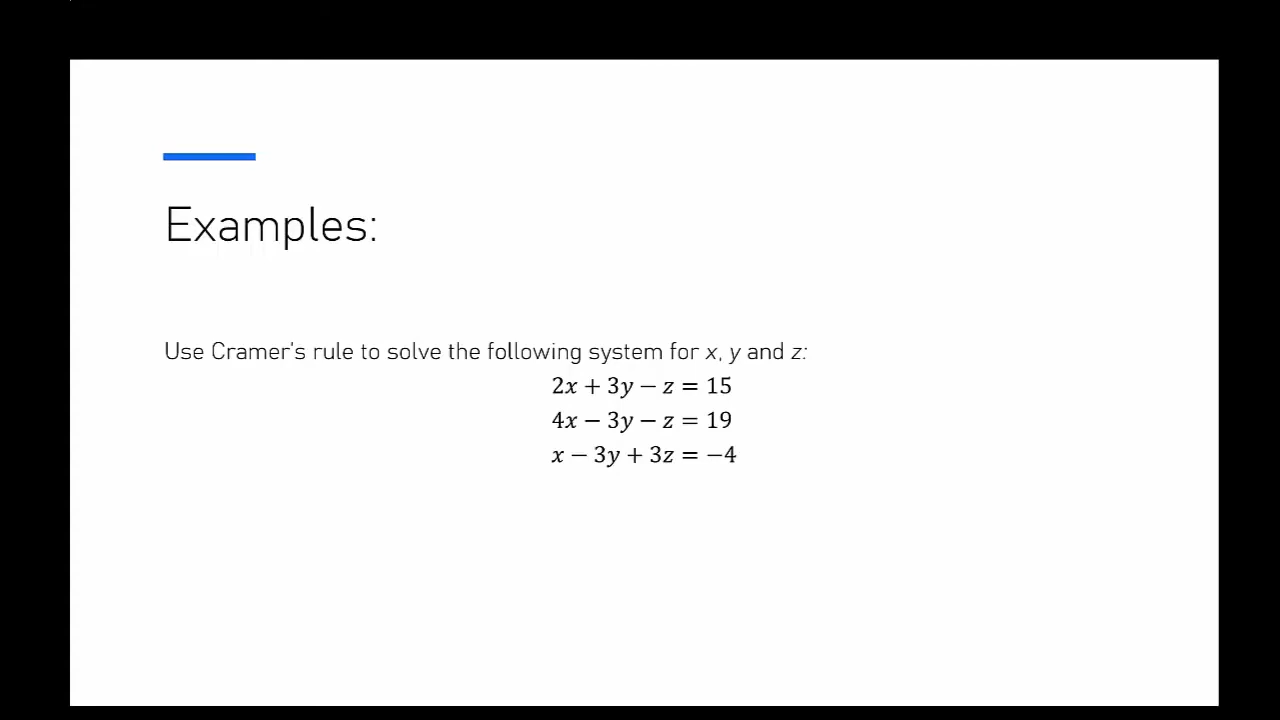 Examples:
Use Cramer's rule to solve the following system for x, y and z:
2x + 3y − z = 15
4x − 3y − z = 19
x − 3y + 3z = −4